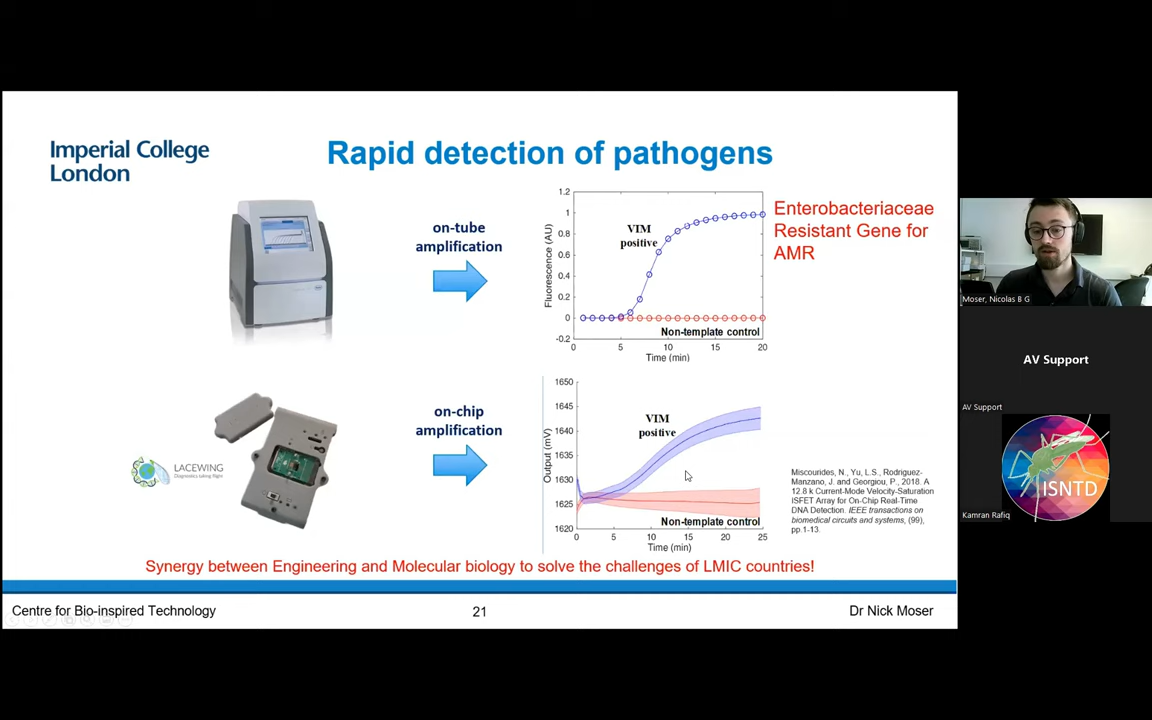 Imperial College
London
Rapid detection of pathogens
on-tube
amplification
1.2
1
0.8
0.6
0.4
0.2
0
-0.2
Fluorescence (AU)
VIM
positive
Non-template control
0
5
10
15
20
Time (min)
Enterobacteriaceae
Resistant Gene for
AMR
LACEWING
Diagnostics taking flight
on-chip
amplification
1650
1645
1640
1635
1630
1625
1620
Output (mV)
VIM
positive
Non-template control
0
5
10
15
20
25
Time (min)
Miscourides, N., Yu, L.S., Rodriguez-
Manzano, J. and Georgiou, P., 2018. A
12.8 k Current-Mode Velocity-Saturation
ISFET Array for On-Chip Real-Time
DNA Detection. IEEE transactions on
biomedical circuits and systems, (99),
pp.1-13.
Synergy between Engineering and Molecular biology to solve the challenges of LMIC countries!
Centre for Bio-inspired Technology
21
Dr Nick Moser
Moser, Nicolas B G
AV Support
AV Support
ISNTD
Kamran Rafiq